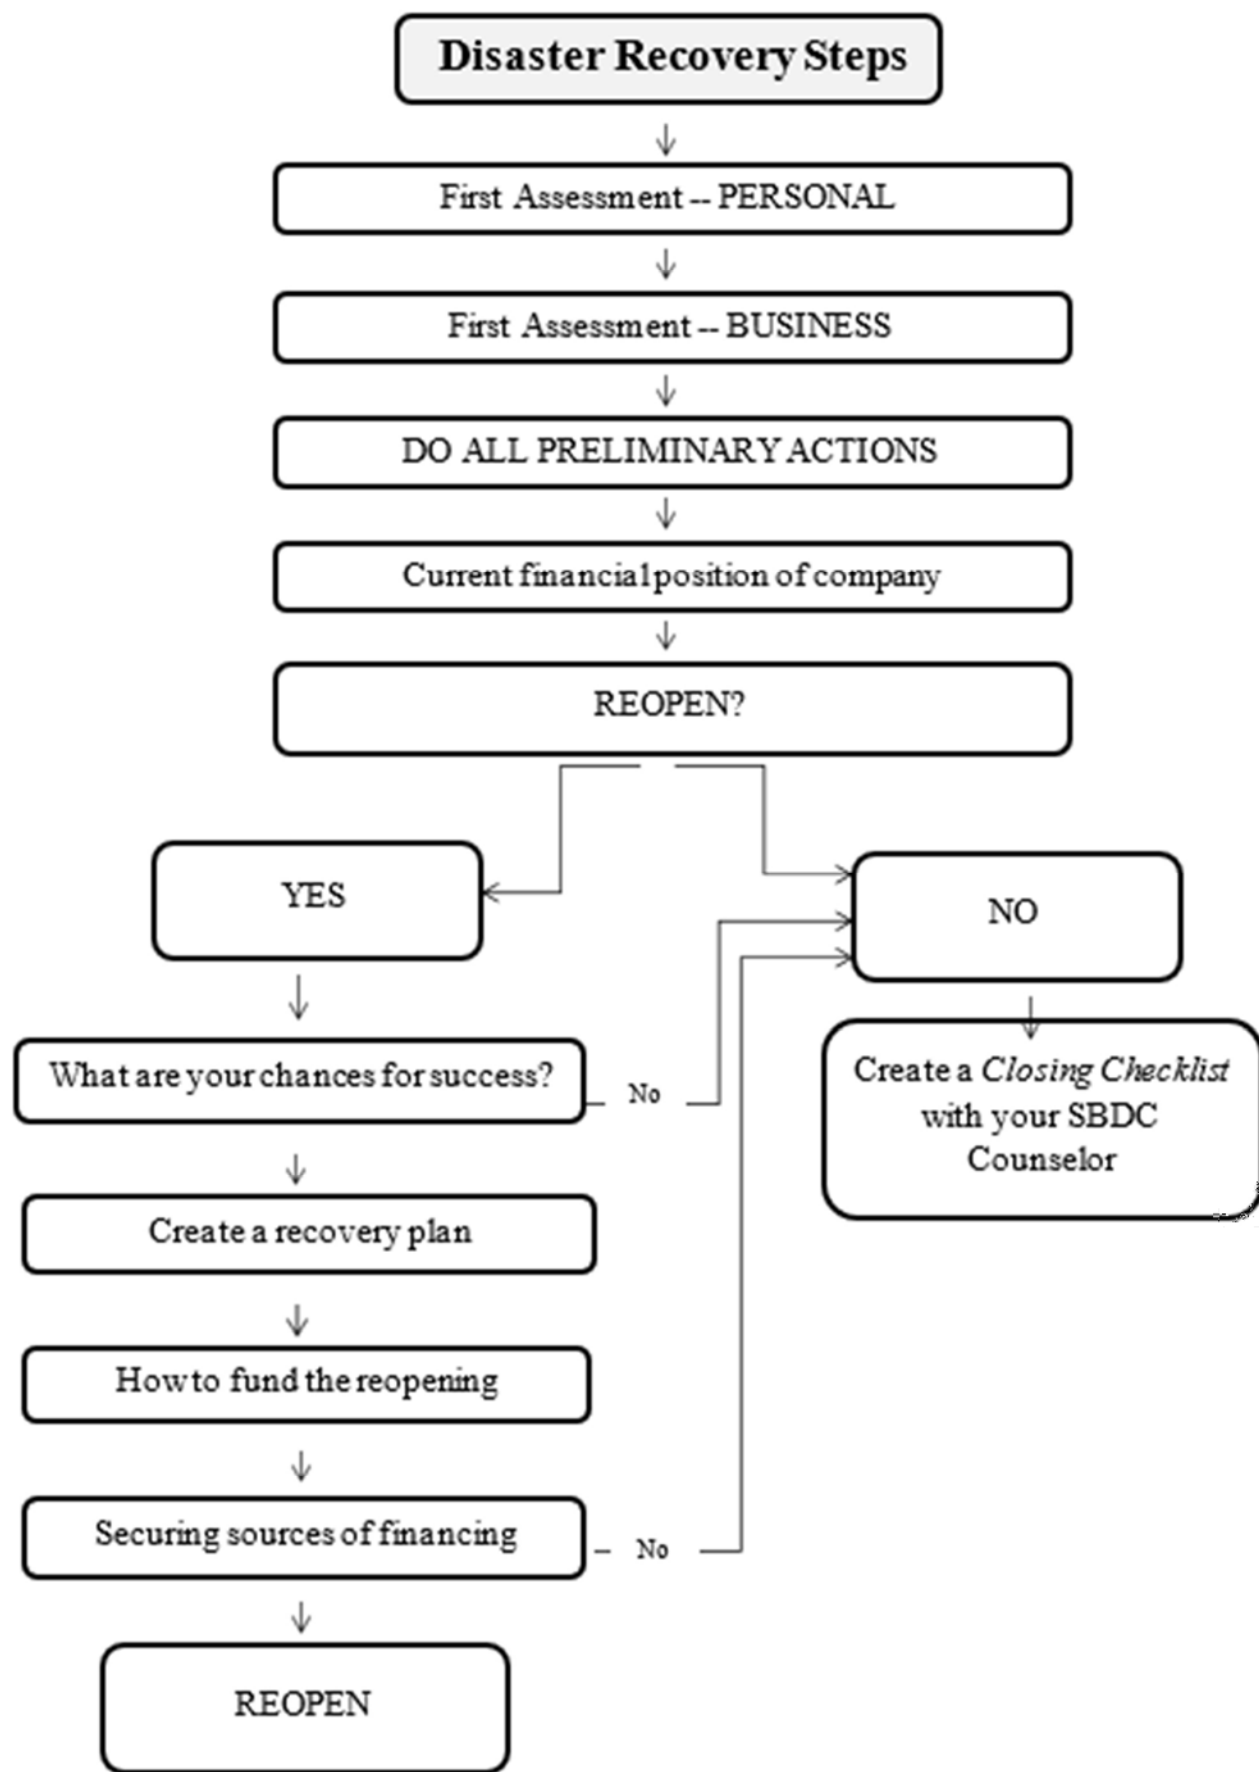 Disaster Recovery Steps
First Assessment -- PERSONAL
First Assessment -- BUSINESS
DO ALL PRELIMINARY ACTIONS
Current financial position of company
REOPEN?
YES
NO
What are your chances for success?
No
Create a Closing Checklist
with your SBDC
Counselor
Create a recovery plan
How to fund the reopening
Securing sources of financing
No
REOPEN